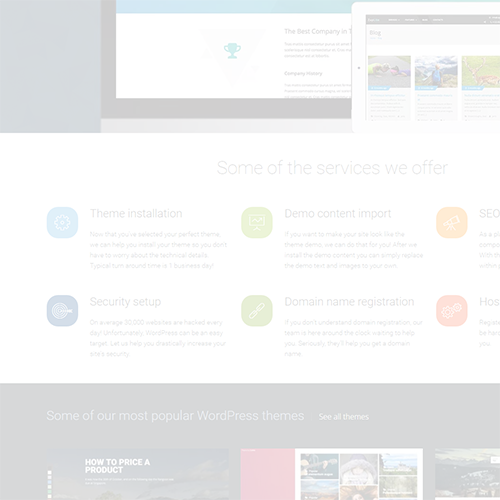 The Best Company in T
Company History
Blog
Some of the services we offer
Theme installation
Now that you've selected your perfect theme,
we can help you install your theme so you don't
have to worry about the technical details.
Typical turn around time is 1 business day!
Demo content import
If you want to make your site look like the
theme demo, we can do that for you! After we
install the demo content you can simply replace
the demo text and images to your own.
SEO
As a p
compa
With th
within
Security setup
On average 30,000 websites are hacked every
day! Unfortunately, WordPress can be an easy
target. Let us help you drastically increase your
site's security.
Domain name registration
If you don't understand domain registration, our
team is here around the clock waiting to help
you. Seriously, they'll help you get a domain
name.
Hos
Regist
the
you.
Some of our most popular WordPress themes
See all themes
HOW TO PRICE A
PRODUCT